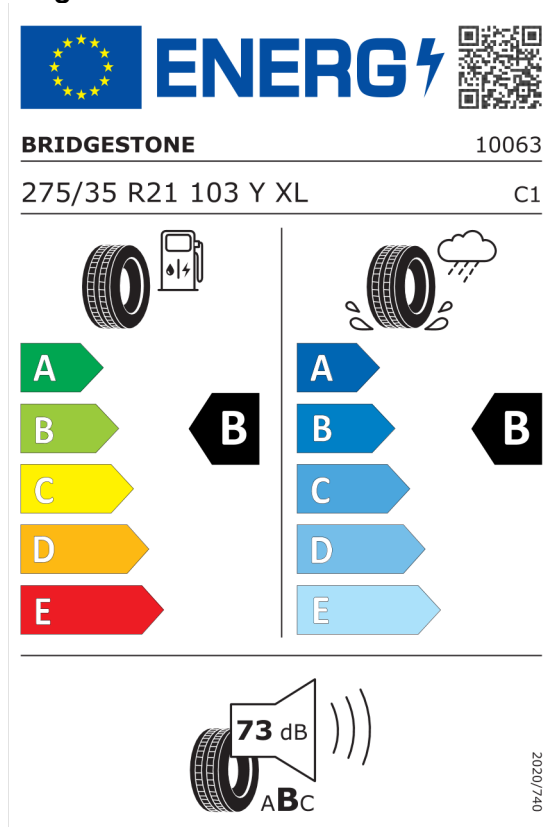 ENERG
BRIDGESTONE 10063
275/35 R21 103 Y XL C1
A A
B B B B
C C
D D
E E
73 dB
ABC
2020/740